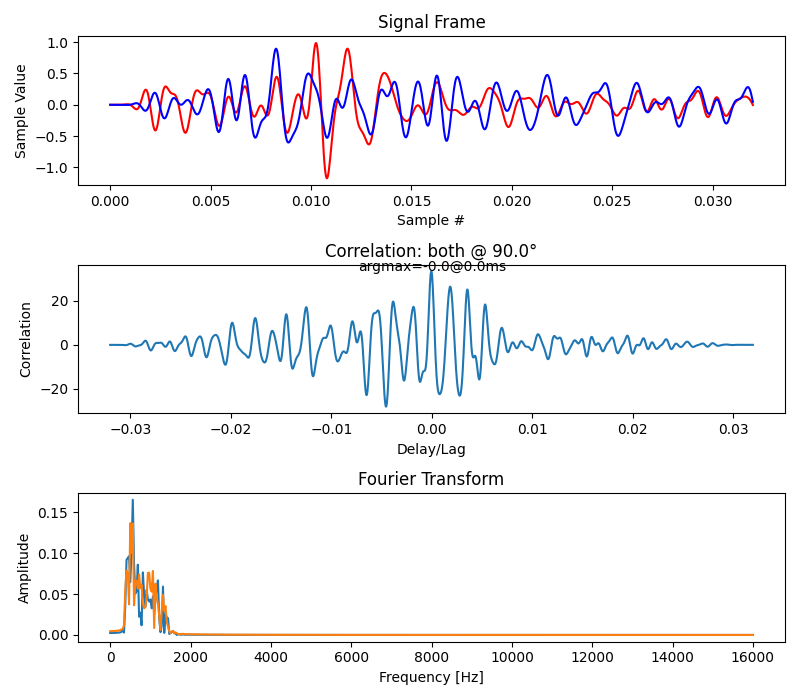 Signal Frame
Sample Value
1.0
0.5
0.0
−0.5
−1.0
0.000 0.005 0.010 0.015 0.020 0.025 0.030
Sample #
Correlation: both @ 90.0°
argmax=-0.0@0.0ms
Correlation
20
0
−20
−0.03 −0.02 −0.01 0.00 0.01 0.02 0.03
Delay/Lag
Fourier Transform
Amplitude
0.15
0.10
0.05
0.00
0 2000 4000 6000 8000 10000 12000 14000 16000
Frequency [Hz]